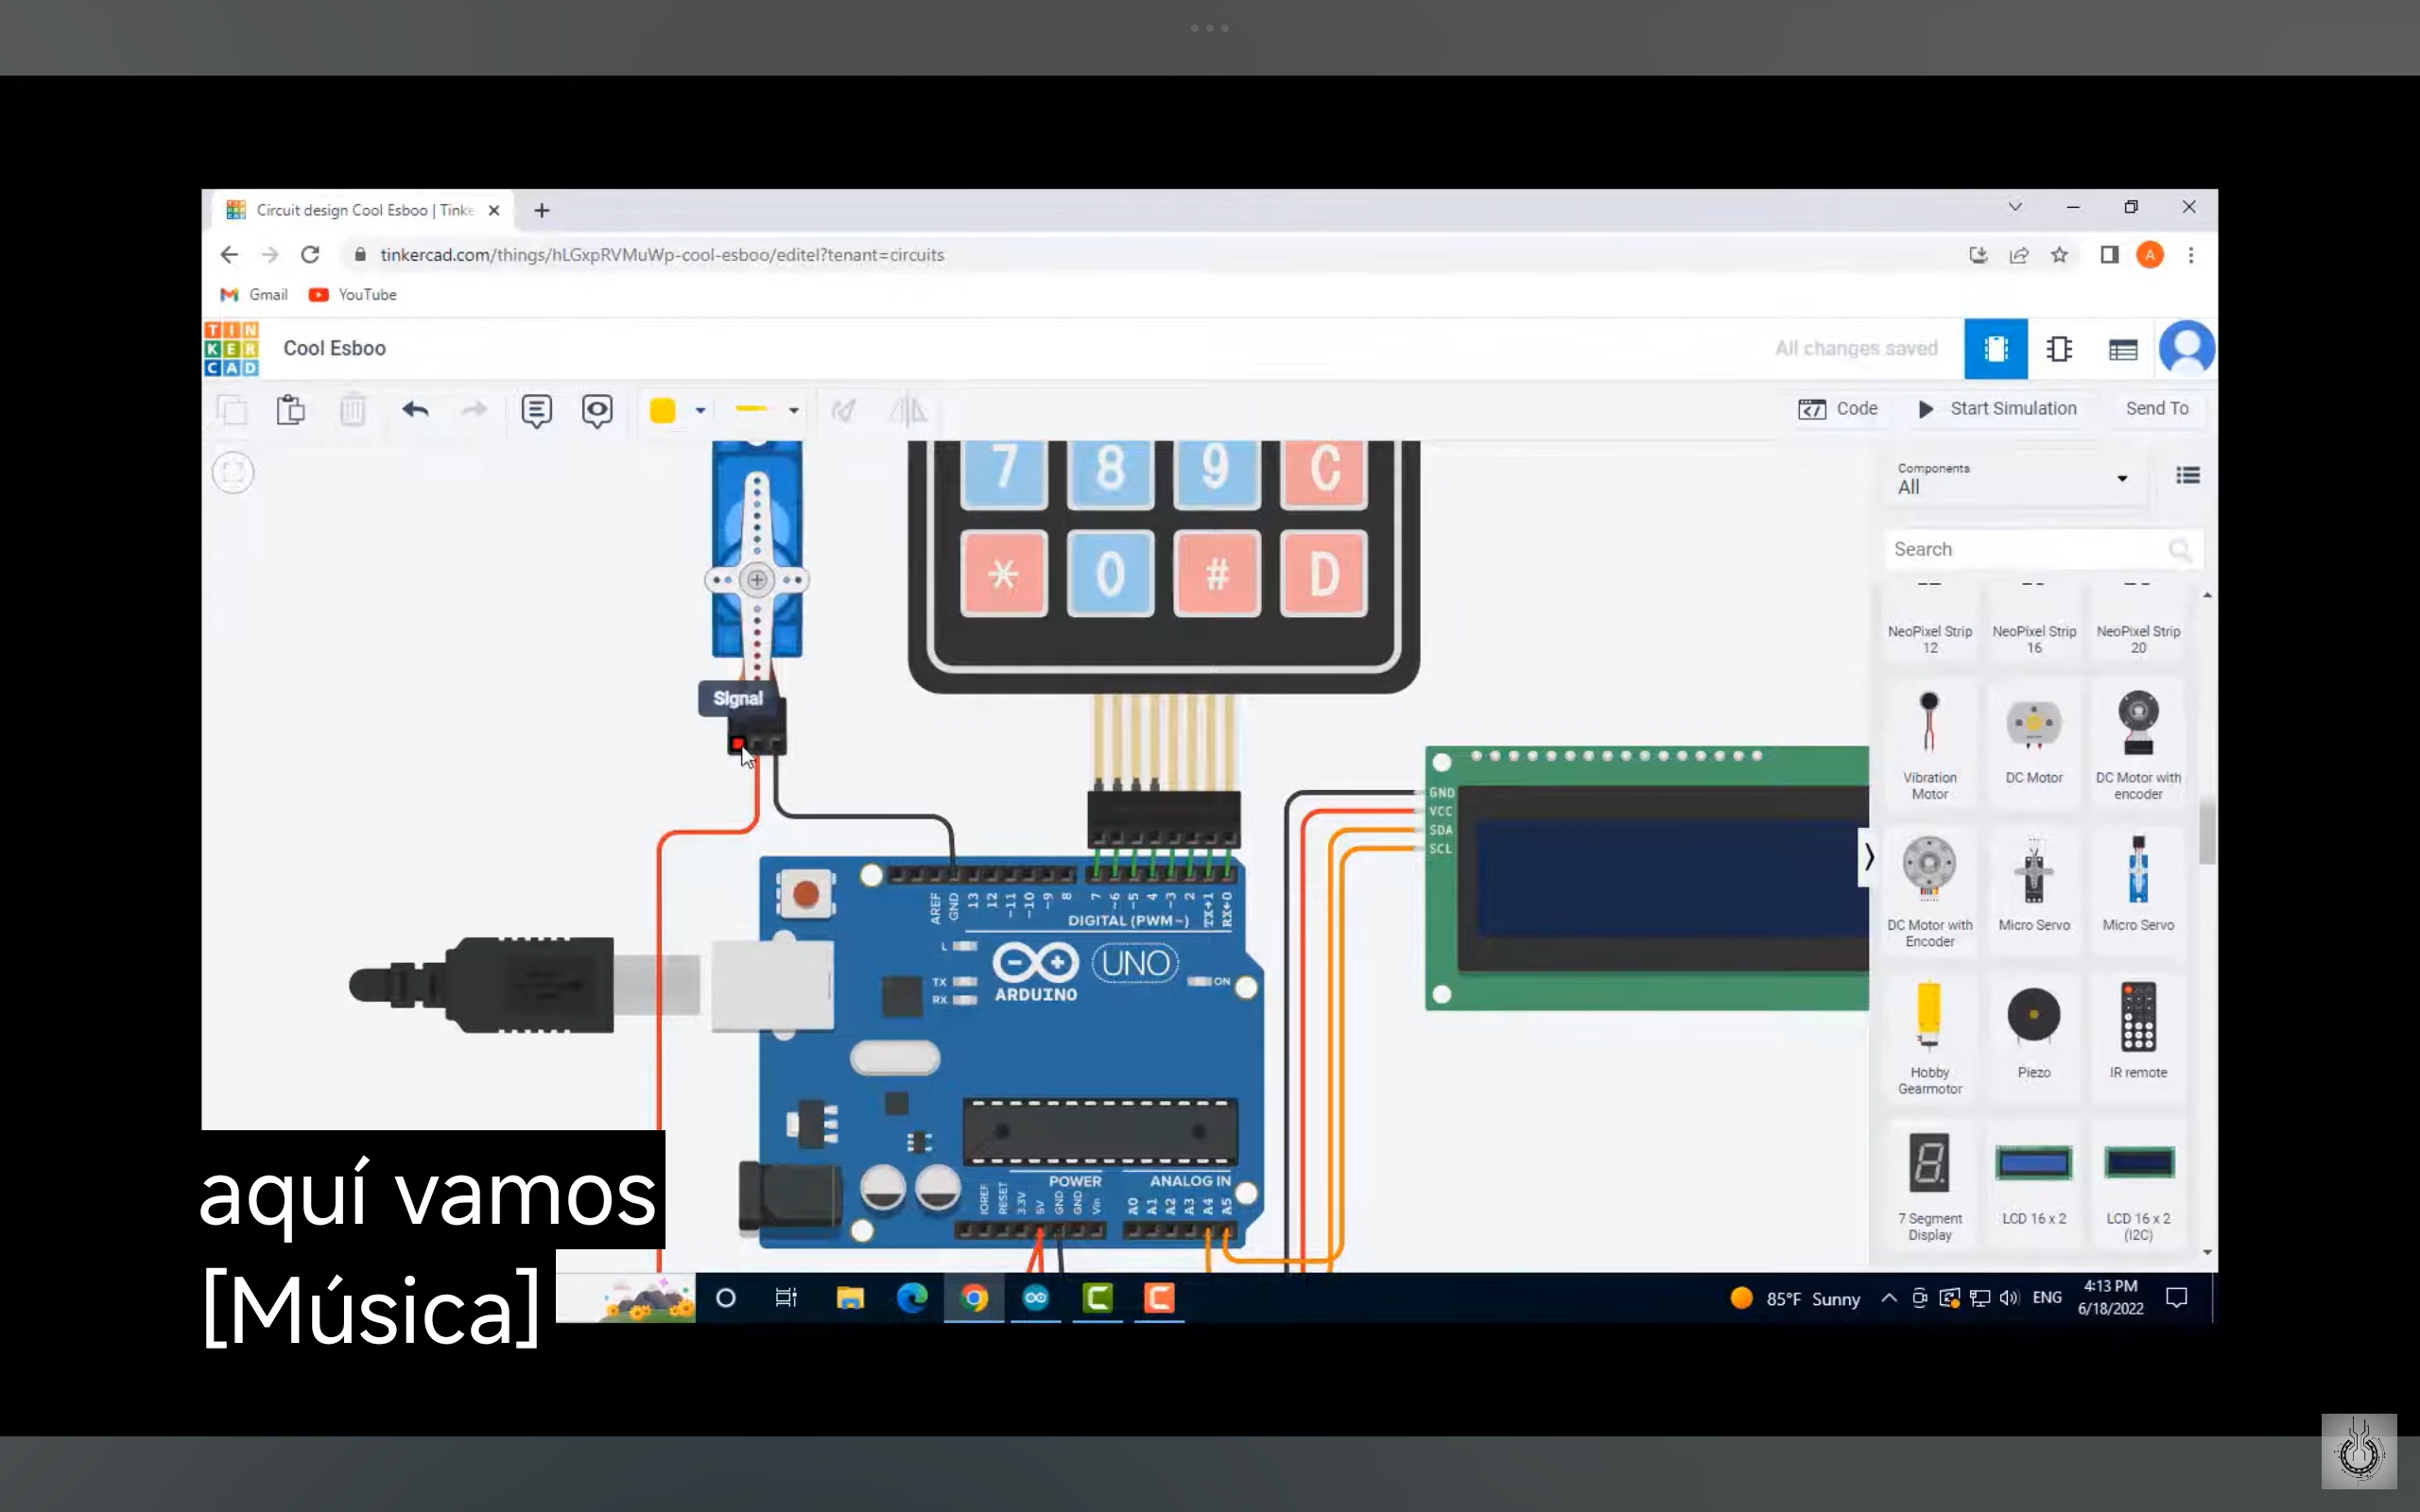 Circuit design Cool Esboo | Tinke
tinkercad.com/things/hLGxpRVMuWp-cool-esboo/editel?tenant=circuits
A
Gmail YouTube
TIN
KER
CAD
Cool Esboo
All changes saved
Code
Start Simulation
Send To
Components
All
Search
7 8 9 C
* 0 # D
Signal
NeoPixel Strip 12
NeoPixel Strip 16
NeoPixel Strip 20
Vibration Motor
DC Motor
DC Motor with encoder
DC Motor with Encoder
Micro Servo
Micro Servo
Hobby Gearmotor
Piezo
IR remote
7 Segment Display
LCD 16 x 2
LCD 16 x 2 (I2C)
GND
VCC
SDA
SCL
AREF GND 13 12 ~11 ~10 ~9 8 7 ~6 ~5 4 ~3 2 TX→1 RX←0
DIGITAL (PWM~)
L
TX
RX
UNO
ARDUINO
ON
POWER
ANALOG IN
IOREF RESET 3.3V 5V GND GND Vin A0 A1 A2 A3 A4 A5
aquí vamos
[Música]
85°F Sunny
ENG
4:13 PM
6/18/2022